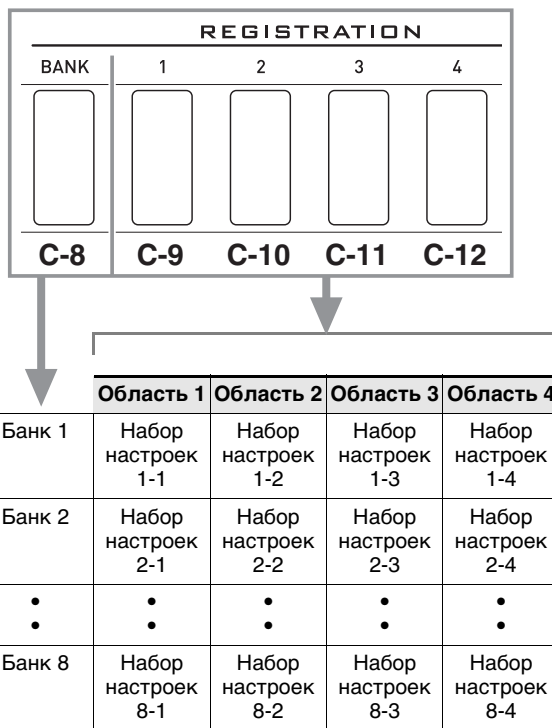 REGISTRATION
BANK 1 2 3 4
C-8 C-9 C-10 C-11 C-12
Область 1 Область 2 Область 3 Область 4
Банк 1 Набор настроек 1-1 Набор настроек 1-2 Набор настроек 1-3 Набор настроек 1-4
Банк 2 Набор настроек 2-1 Набор настроек 2-2 Набор настроек 2-3 Набор настроек 2-4
• • • • •
• • • • •
Банк 8 Набор настроек 8-1 Набор настроек 8-2 Набор настроек 8-3 Набор настроек 8-4